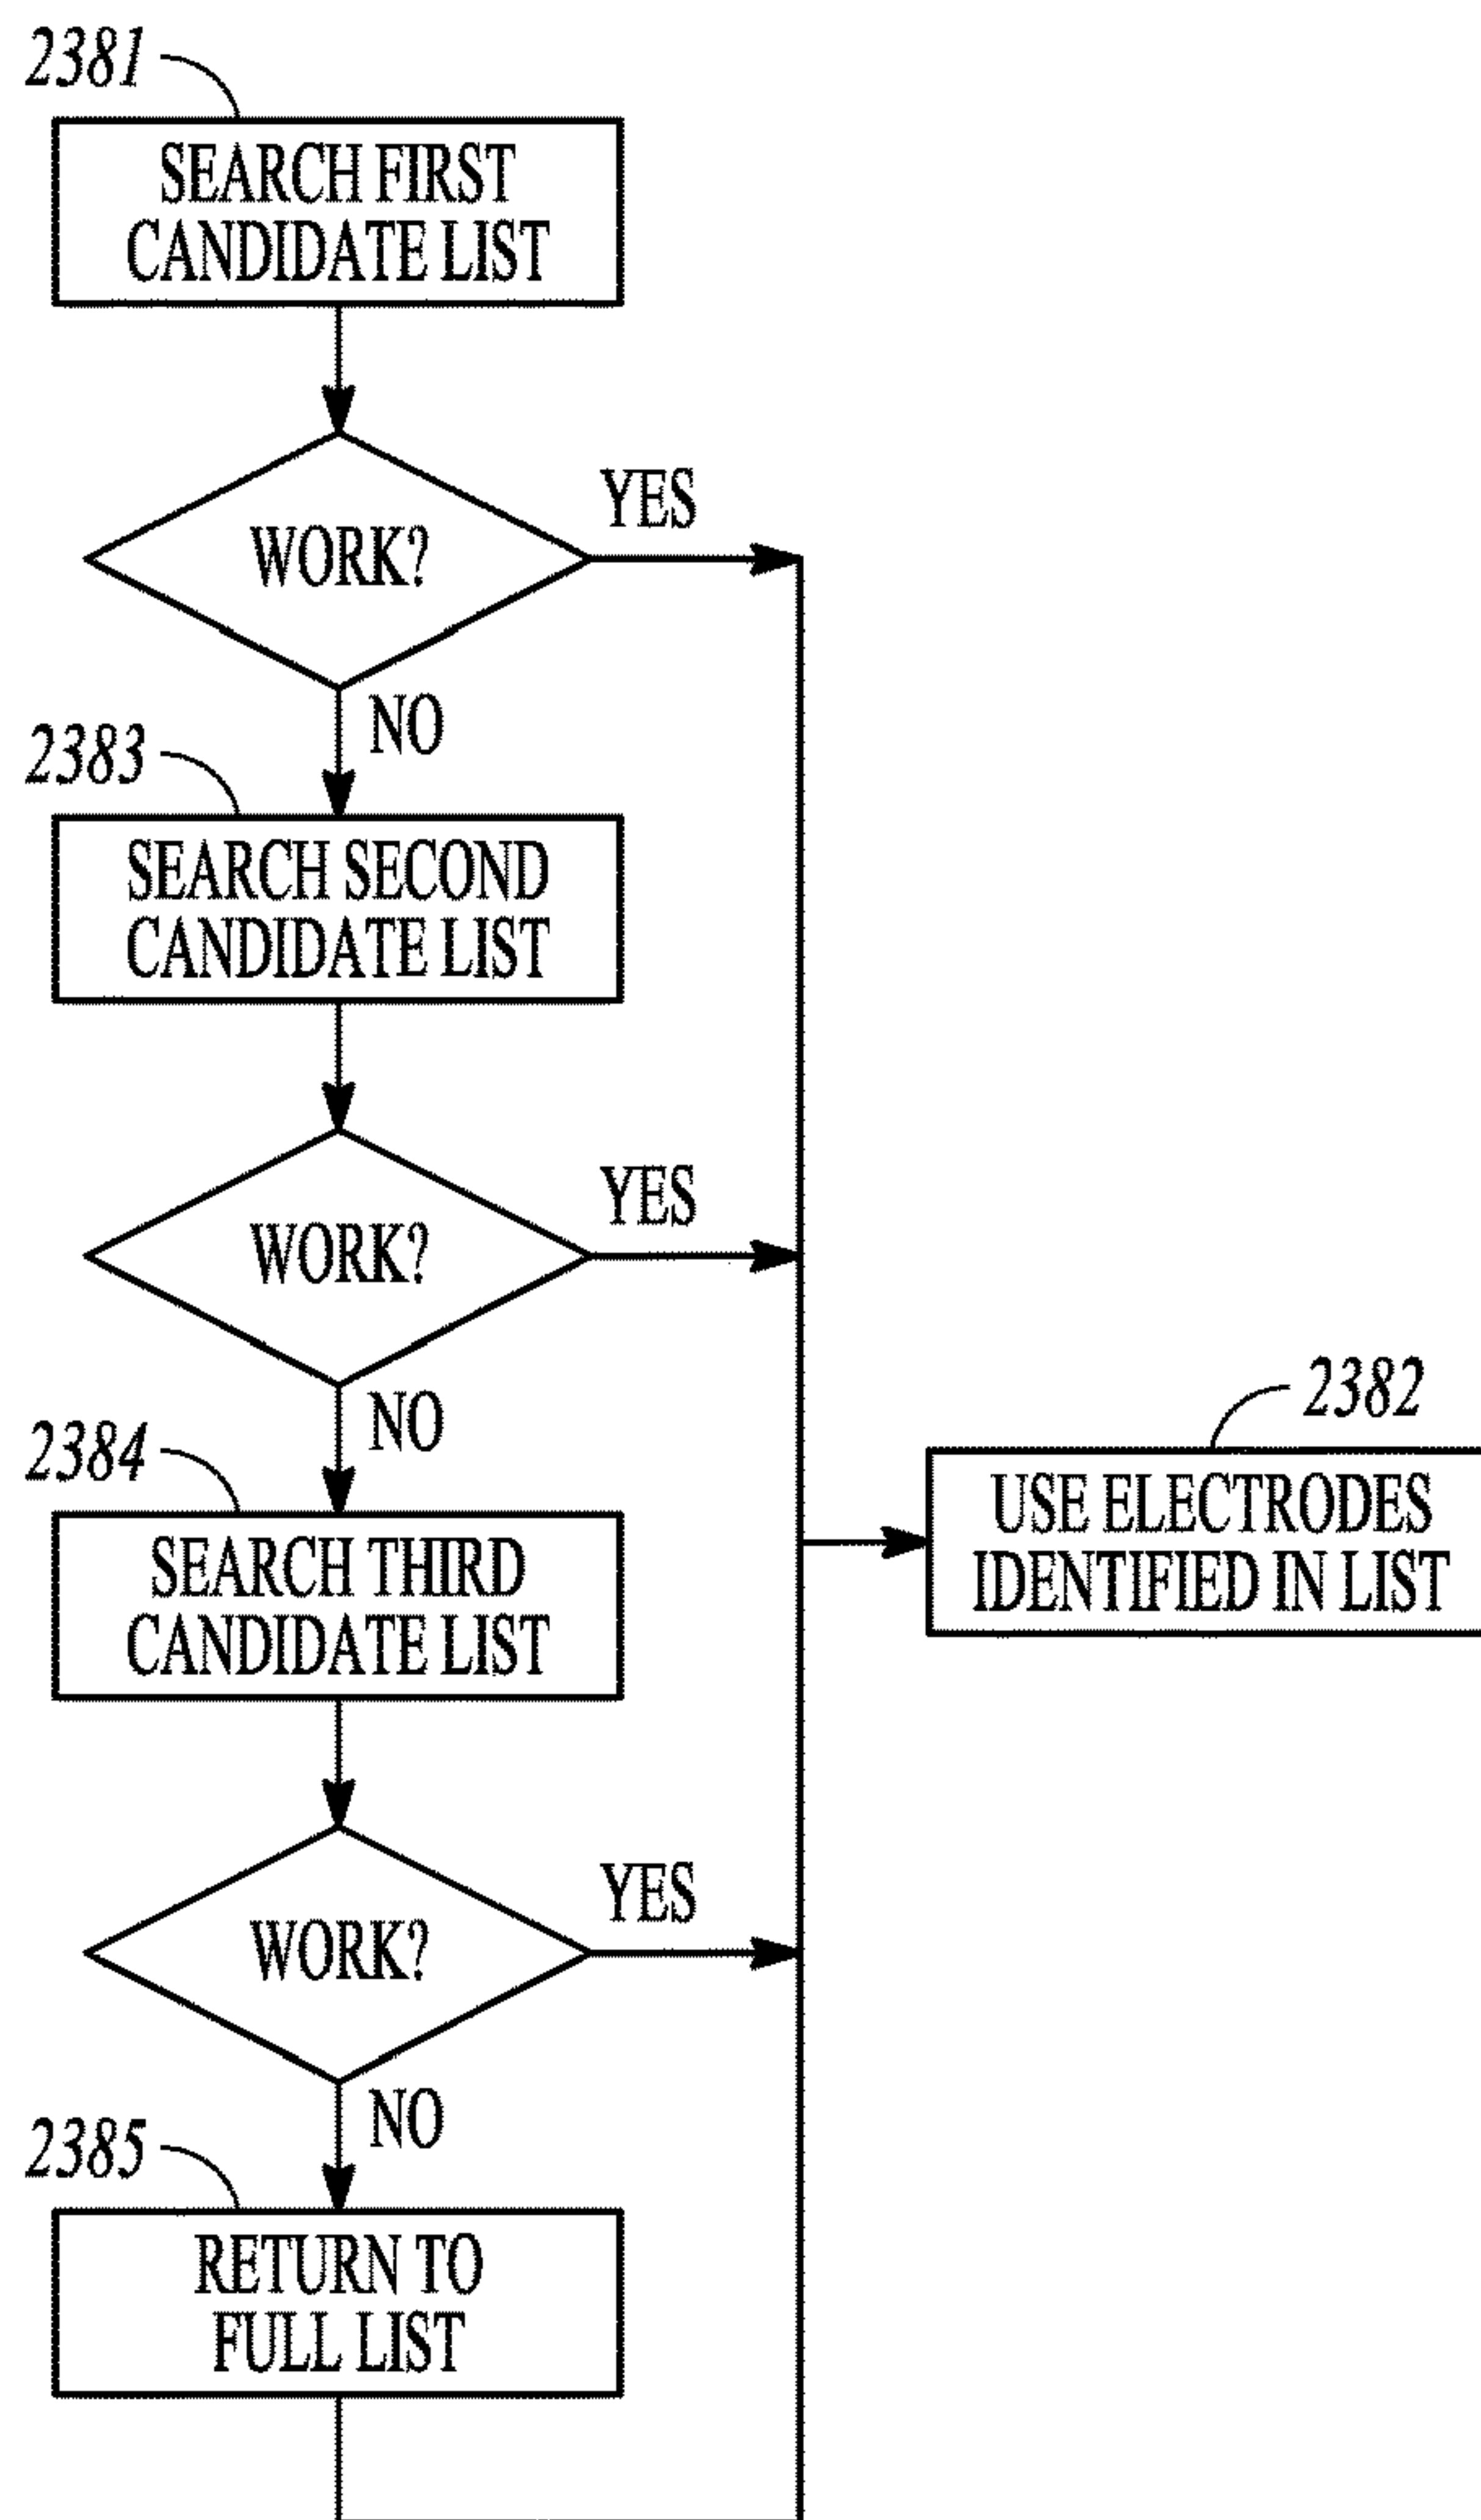 2381
SEARCH FIRST
CANDIDATE LIST
WORK?
YES
NO
2383
SEARCH SECOND
CANDIDATE LIST
WORK?
YES
NO
2384
SEARCH THIRD
CANDIDATE LIST
2382
USE ELECTRODES
IDENTIFIED IN LIST
WORK?
YES
NO
2385
RETURN TO
FULL LIST